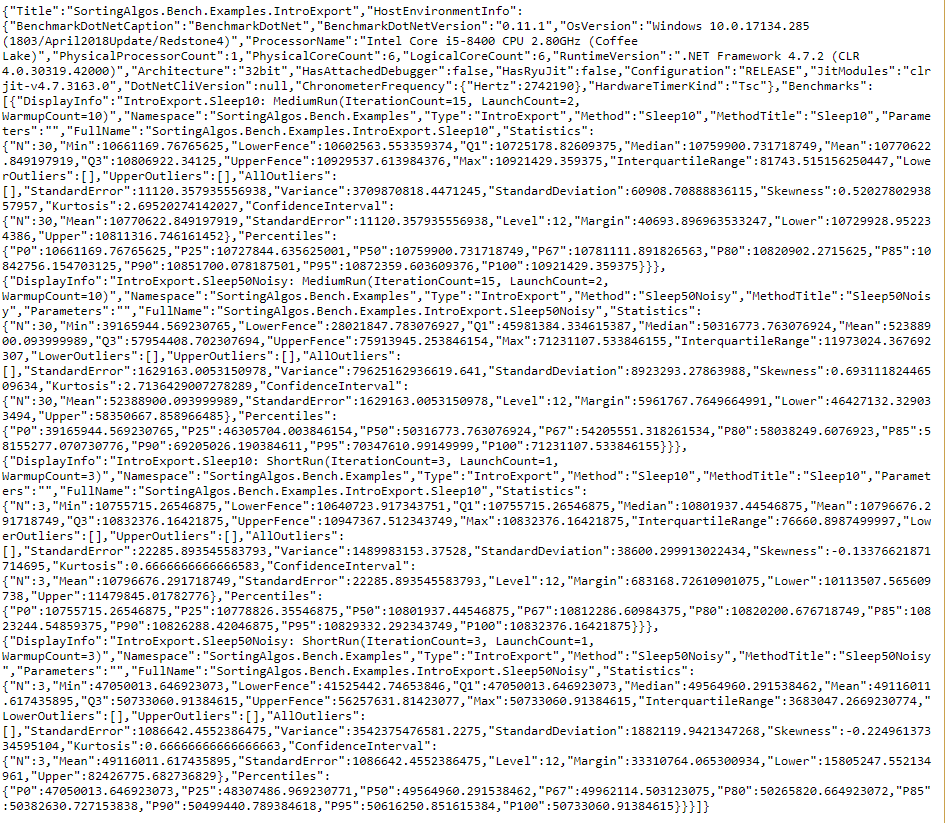 {"Title":"SortingAlgos.Bench.Examples.IntroExport","HostEnvironmentInfo":
{"BenchmarkDotNetCaption":"BenchmarkDotNet","BenchmarkDotNetVersion":"0.11.1","OsVersion":"Windows 10.0.17134.285
(1803/April2018Update/Redstone4)","ProcessorName":"Intel Core i5-8400 CPU 2.80GHz (Coffee
Lake)","PhysicalProcessorCount":1,"PhysicalCoreCount":6,"LogicalCoreCount":6,"RuntimeVersion":".NET Framework 4.7.2 (CLR
4.0.30319.42000)","Architecture":"32bit","HasAttachedDebugger":false,"HasRyuJit":false,"Configuration":"RELEASE","JitModules":"clr
jit-v4.7.3163.0","DotNetCliVersion":null,"ChronometerFrequency":{"Hertz":2742190},"HardwareTimerKind":"Tsc"},"Benchmarks":
[{"DisplayInfo":"IntroExport.Sleep10: MediumRun(IterationCount=15, LaunchCount=2,
WarmupCount=10)","Namespace":"SortingAlgos.Bench.Examples","Type":"IntroExport","Method":"Sleep10","MethodTitle":"Sleep10","Parame
ters":"","FullName":"SortingAlgos.Bench.Examples.IntroExport.Sleep10","Statistics":
{"N":30,"Min":10661169.76765625,"LowerFence":10602563.553359374,"Q1":10725178.82609375,"Median":10759900.731718749,"Mean":10770622
.849197919,"Q3":10806922.34125,"UpperFence":10929537.613984376,"Max":10921429.359375,"InterquartileRange":81743.515156250447,"Lowe
rOutliers":[],"UpperOutliers":[],"AllOutliers":
[],"StandardError":11120.357935556938,"Variance":3709870818.4471245,"StandardDeviation":60908.70888836115,"Skewness":0.52027802938
57957,"Kurtosis":2.69520274142027,"ConfidenceInterval":
{"N":30,"Mean":10770622.849197919,"StandardError":11120.357935556938,"Level":12,"Margin":40693.896963533247,"Lower":10729928.95223
4386,"Upper":10811316.746161452},"Percentiles":
{"P0":10661169.76765625,"P25":10727844.635625001,"P50":10759900.731718749,"P67":10781111.891826563,"P80":10820902.2715625,"P85":10
842756.154703125,"P90":10851700.078187501,"P95":10872359.603609376,"P100":10921429.359375}}},
{"DisplayInfo":"IntroExport.Sleep50Noisy: MediumRun(IterationCount=15, LaunchCount=2,
WarmupCount=10)","Namespace":"SortingAlgos.Bench.Examples","Type":"IntroExport","Method":"Sleep50Noisy","MethodTitle":"Sleep50Nois
y","Parameters":"","FullName":"SortingAlgos.Bench.Examples.IntroExport.Sleep50Noisy","Statistics":
{"N":30,"Min":39165944.569230765,"LowerFence":28021847.783076927,"Q1":45981384.334615387,"Median":50316773.763076924,"Mean":523889
00.093999989,"Q3":57954408.702307694,"UpperFence":75913945.253846154,"Max":71231107.533846155,"InterquartileRange":11973024.367692
307,"LowerOutliers":[],"UpperOutliers":[],"AllOutliers":
[],"StandardError":1629163.0053150978,"Variance":79625162936619.641,"StandardDeviation":8923293.27863988,"Skewness":0.693111824465
09634,"Kurtosis":2.7136429007278289,"ConfidenceInterval":
{"N":30,"Mean":52388900.093999989,"StandardError":1629163.0053150978,"Level":12,"Margin":5961767.7649664991,"Lower":46427132.32903
3494,"Upper":58350667.858966485},"Percentiles":
{"P0":39165944.569230765,"P25":46305704.003846154,"P50":50316773.763076924,"P67":54205551.318261534,"P80":58038249.6076923,"P85":5
8155277.070730776,"P90":69205026.190384611,"P95":70347610.99149999,"P100":71231107.533846155}}},
{"DisplayInfo":"IntroExport.Sleep10: ShortRun(IterationCount=3, LaunchCount=1,
WarmupCount=3)","Namespace":"SortingAlgos.Bench.Examples","Type":"IntroExport","Method":"Sleep10","MethodTitle":"Sleep10","Paramet
ers":"","FullName":"SortingAlgos.Bench.Examples.IntroExport.Sleep10","Statistics":
{"N":3,"Min":10755715.26546875,"LowerFence":10640723.917343751,"Q1":10755715.26546875,"Median":10801937.44546875,"Mean":10796676.2
91718749,"Q3":10832376.16421875,"UpperFence":10947367.512343749,"Max":10832376.16421875,"InterquartileRange":76660.8987499997,"Low
erOutliers":[],"UpperOutliers":[],"AllOutliers":
[],"StandardError":22285.893545583793,"Variance":1489983153.37528,"StandardDeviation":38600.299913022434,"Skewness":-0.13376621871
714695,"Kurtosis":0.6666666666666583,"ConfidenceInterval":
{"N":3,"Mean":10796676.291718749,"StandardError":22285.893545583793,"Level":12,"Margin":683168.72610901075,"Lower":10113507.565609
738,"Upper":11479845.01782776},"Percentiles":
{"P0":10755715.26546875,"P25":10778826.35546875,"P50":10801937.44546875,"P67":10812286.60984375,"P80":10820200.676718749,"P85":108
23244.54859375,"P90":10826288.42046875,"P95":10829332.292343749,"P100":10832376.16421875}}},
{"DisplayInfo":"IntroExport.Sleep50Noisy: ShortRun(IterationCount=3, LaunchCount=1,
WarmupCount=3)","Namespace":"SortingAlgos.Bench.Examples","Type":"IntroExport","Method":"Sleep50Noisy","MethodTitle":"Sleep50Noisy
","Parameters":"","FullName":"SortingAlgos.Bench.Examples.IntroExport.Sleep50Noisy","Statistics":
{"N":3,"Min":47050013.646923073,"LowerFence":41525442.74653846,"Q1":47050013.646923073,"Median":49564960.291538462,"Mean":49116011
.617435895,"Q3":50733060.91384615,"UpperFence":56257631.81423077,"Max":50733060.91384615,"InterquartileRange":3683047.2669230774,"
LowerOutliers":[],"UpperOutliers":[],"AllOutliers":
[],"StandardError":1086642.4552386475,"Variance":3542375476581.2275,"StandardDeviation":1882119.9421347268,"Skewness":-0.224961373
34595104,"Kurtosis":0.66666666666666663,"ConfidenceInterval":
{"N":3,"Mean":49116011.617435895,"StandardError":1086642.4552386475,"Level":12,"Margin":33310764.065300934,"Lower":15805247.552134
961,"Upper":82426775.682736829},"Percentiles":
{"P0":47050013.646923073,"P25":48307486.969230771,"P50":49564960.291538462,"P67":49962114.503123075,"P80":50265820.664923072,"P85"
:50382630.727153838,"P90":50499440.789384618,"P95":50616250.851615384,"P100":50733060.91384615}}}]}